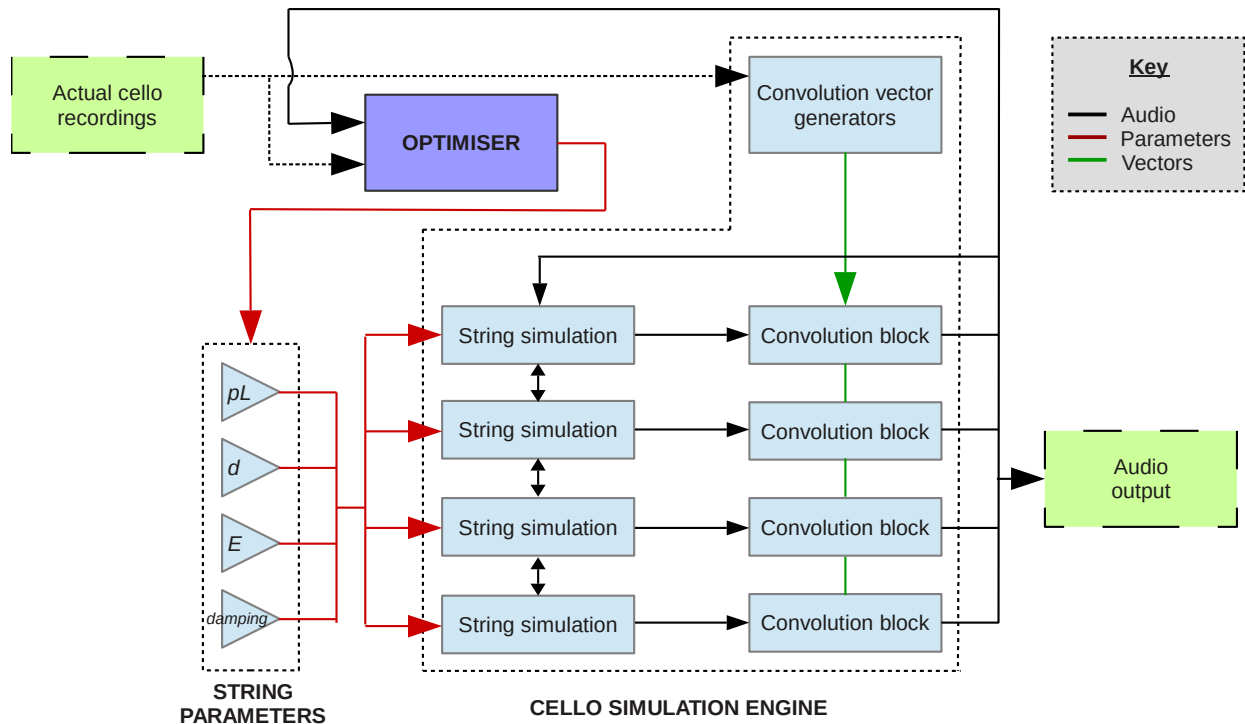 Actual cello
recordings
OPTIMISER
Convolution vector
generators
Key
Audio
Parameters
Vectors
String simulation
Convolution block
pL
String simulation
Convolution block
d
Audio
output
String simulation
Convolution block
E
String simulation
Convolution block
damping
STRING
PARAMETERS
CELLO SIMULATION ENGINE